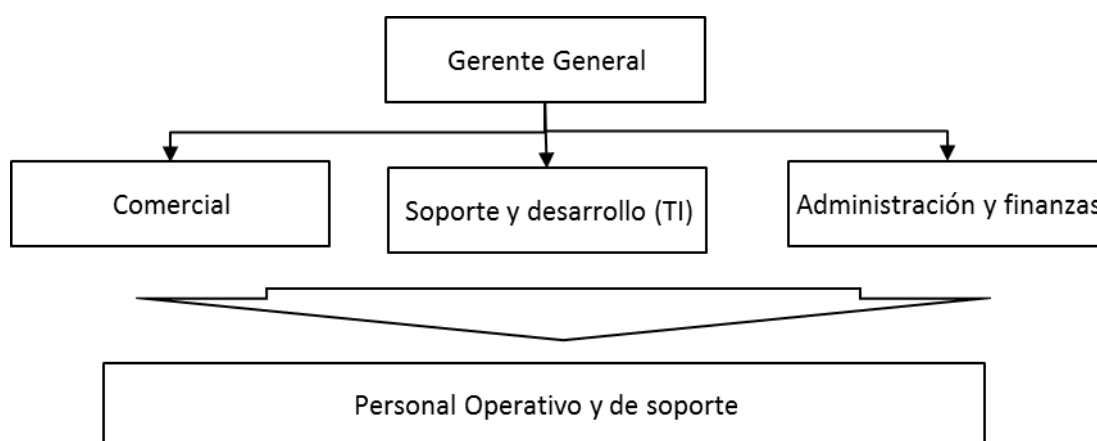 Gerente General
Comercial
Soporte y desarrollo (TI)
Administración y finanzas
Personal Operativo y de soporte